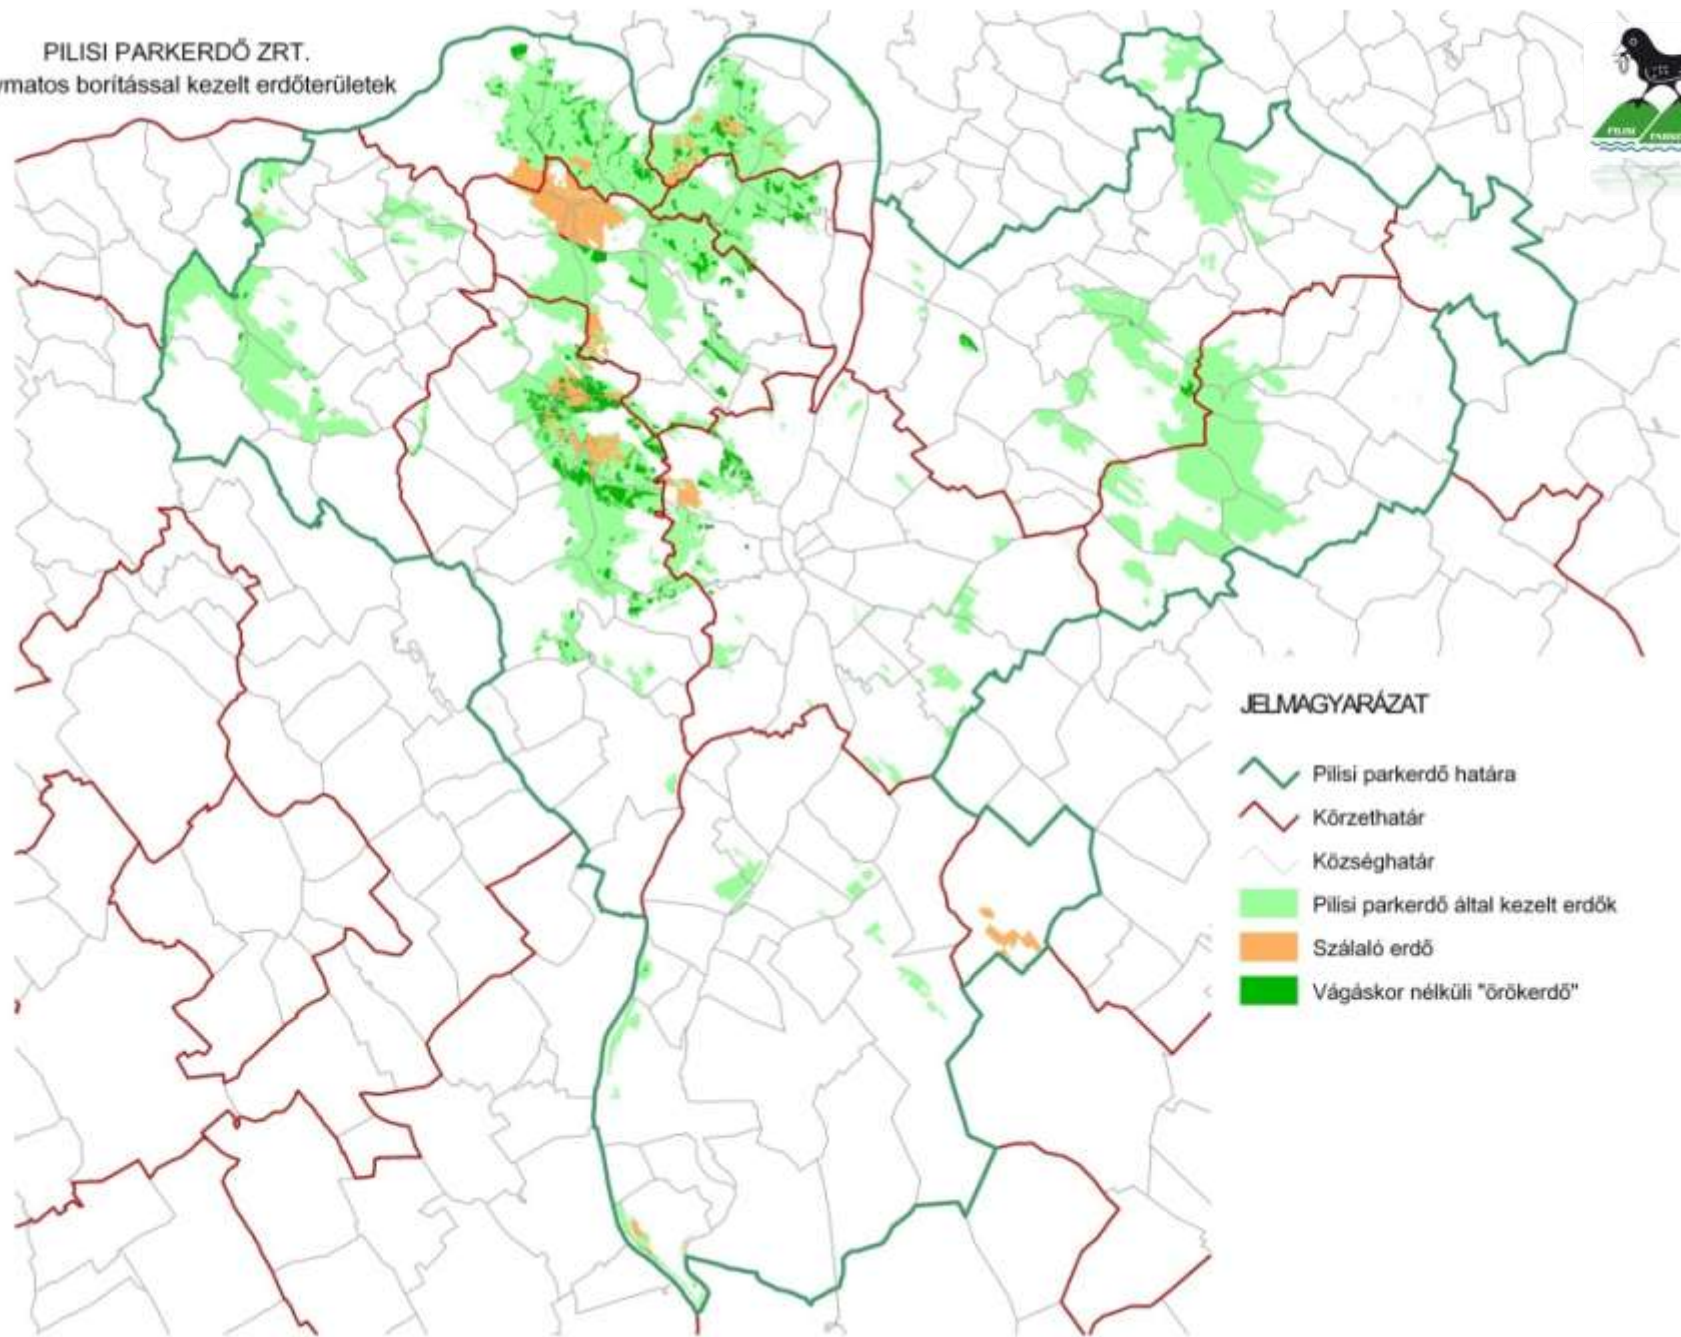 PILISI PARKERDŐ ZRT.
borítással kezelt erdőterületek
PILISI
JELMAGYARÁZAT
Pilisi parkerdő határa
Körzethatár
Községhatár
Pilisi parkerdő által kezelt erdők
Szálaló erdő
Vágáskor nélküli "örökerdő"